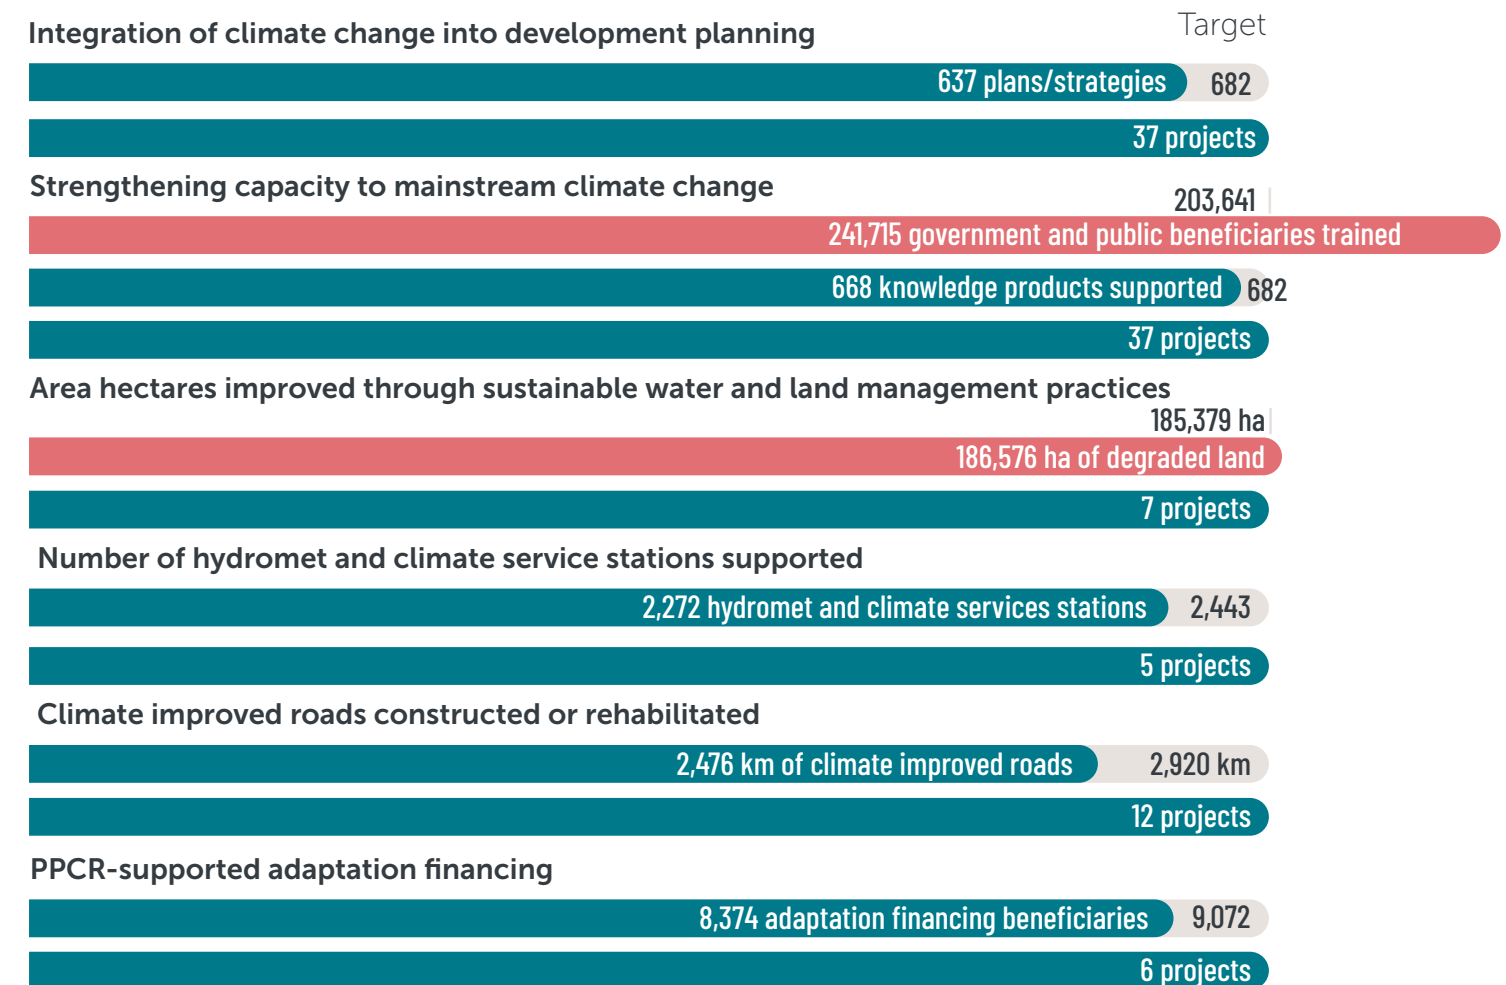 Target
Integration of climate change into development planning
637 plans/strategies 682
37 projects
Strengthening capacity to mainstream climate change
203,641
241,715 government and public beneficiaries trained
668 knowledge products supported 682
37 projects
Area hectares improved through sustainable water and land management practices
185,379 ha
186,576 ha of degraded land
7 projects
Number of hydromet and climate service stations supported
2,272 hydromet and climate services stations 2,443
5 projects
Climate improved roads constructed or rehabilitated
2,476 km of climate improved roads 2,920 km
12 projects
PPCR-supported adaptation financing
8,374 adaptation financing beneficiaries 9,072
6 projects